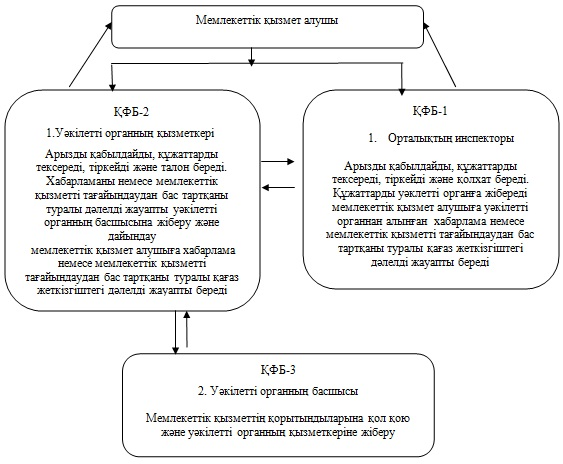 Мемлекеттік қызмет алушы
ҚФБ-2
1.Уәкілетті органның қызметкері
Арызды қабылдайды, құжаттарды
тексереді, тіркейді және талон береді.
Хабарламаны немесе мемлекеттік
қызметті тағайындаудан бас тартқаны
туралы дәлелді жауапты уәкілетті
органның басшысына жіберу және
дайындау
мемлекеттік қызмет алушыға хабарлама
немесе мемлекеттік қызметті
тағайындаудан бас тартқаны туралы қағаз
жеткізгіштегі дәлелді жауапты береді
ҚФБ-1
1. Орталықтың инспекторы
Арызды қабылдайды, құжаттарды
тексереді, тіркейді және қолхат береді.
Құжаттарды уәклетті органға жібереді
мемлекеттік қызмет алушыға уәкілетті
органнан алынған хабарлама немесе
мемлекеттік қызметті тағайындаудан бас
тартқаны туралы қағаз жеткізгіштегі
дәлелді жауапты береді
ҚФБ-3
2. Уәкілетті органның басшысы
Мемлекеттік қызметтің қорытындыларына қол қою
және уәкілетті органның қызметкеріне жіберу